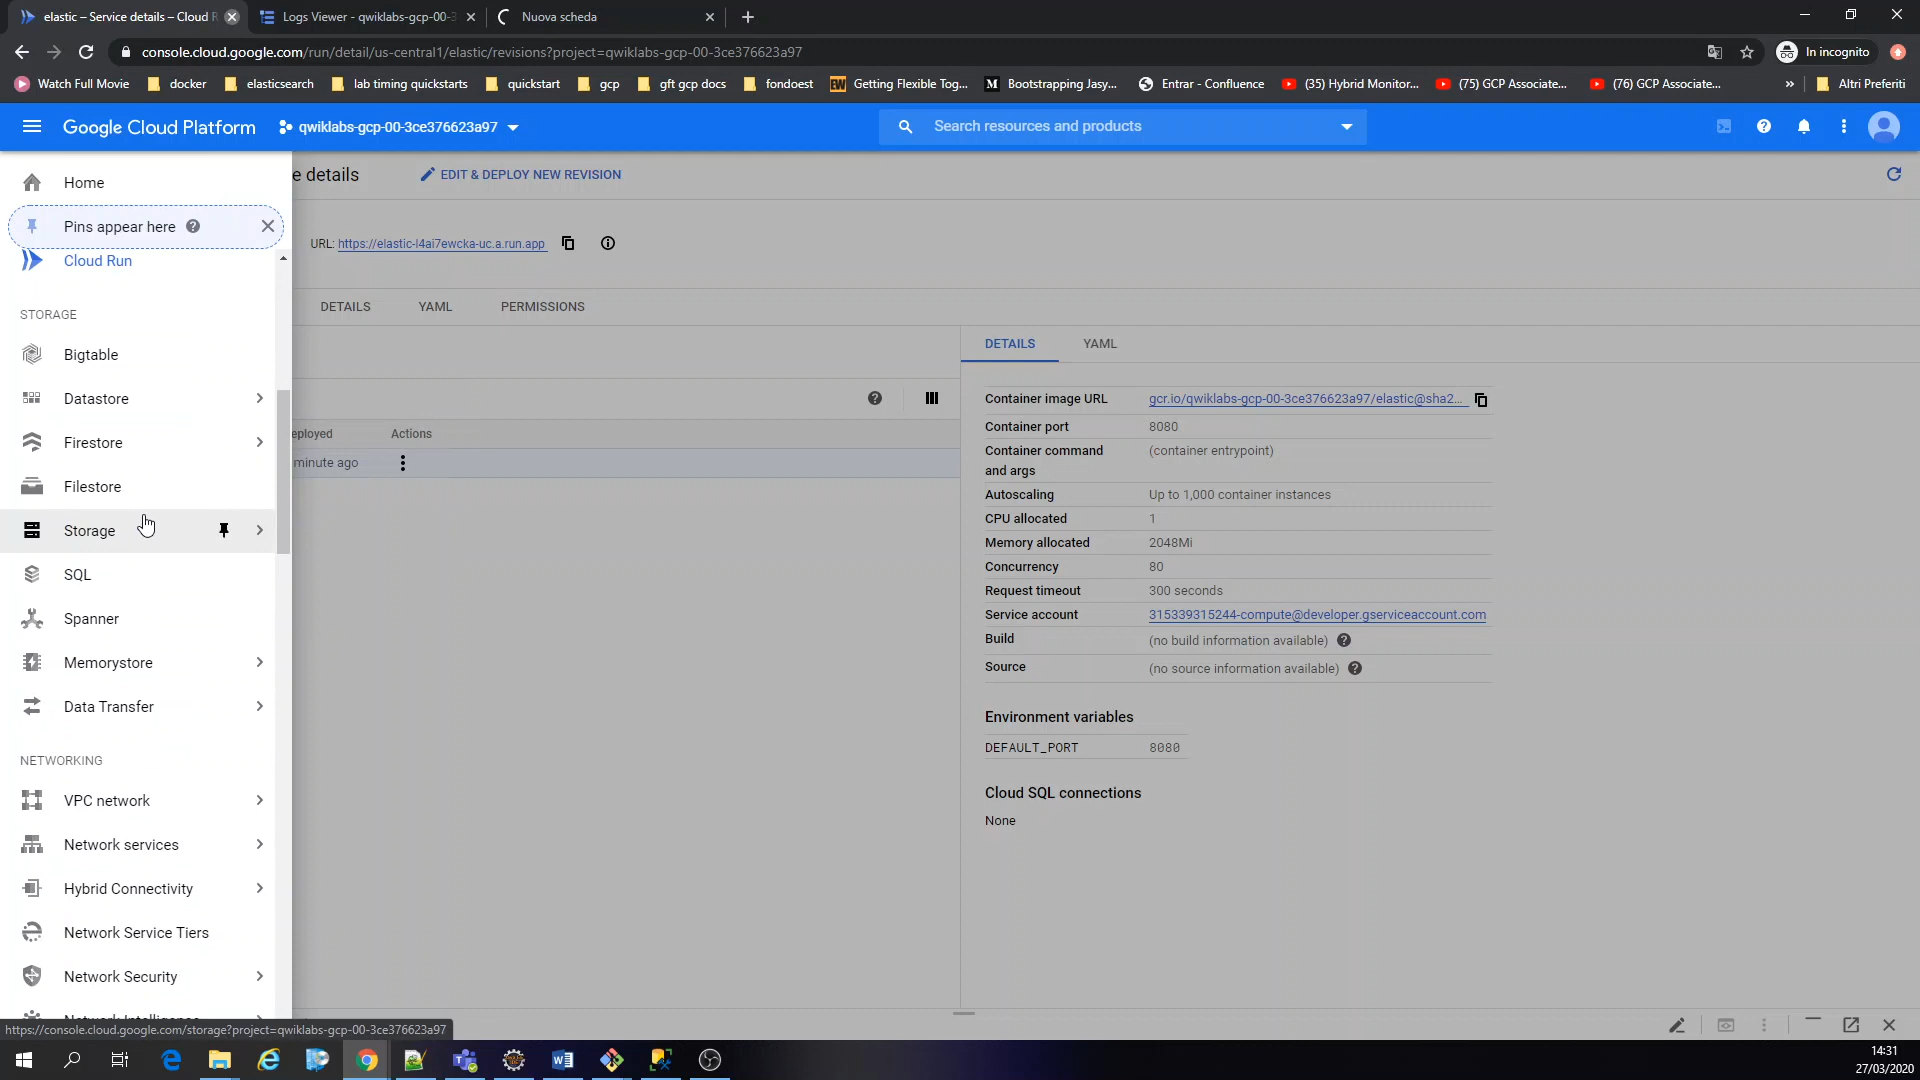 elastic – Service details – Cloud R
Logs Viewer - qwiklabs-gcp-00-3
Nuova scheda
console.cloud.google.com/run/detail/us-central1/elastic/revisions?project=qwiklabs-gcp-00-3ce376623a97
In incognito
Watch Full Movie
docker
elasticsearch
lab timing quickstarts
quickstart
gcp
gft gcp docs
fondoest
Getting Flexible Tog...
Bootstrapping Jasy...
Entrar - Confluence
(35) Hybrid Monitor...
(75) GCP Associate...
(76) GCP Associate...
»
Altri Preferiti
Google Cloud Platform
qwiklabs-gcp-00-3ce376623a97
Search resources and products
Home
Pins appear here
Cloud Run
STORAGE
Bigtable
Datastore
Firestore
Filestore
Storage
SQL
Spanner
Memorystore
Data Transfer
NETWORKING
VPC network
Network services
Hybrid Connectivity
Network Service Tiers
Network Security
Network Intelligence
https://console.cloud.google.com/storage?project=qwiklabs-gcp-00-3ce376623a97
e details
EDIT & DEPLOY NEW REVISION
URL: https://elastic-l4ai7ewcka-uc.a.run.app
DETAILS
YAML
PERMISSIONS
eployed
Actions
minute ago
DETAILS
YAML
Container image URL
gcr.io/qwiklabs-gcp-00-3ce376623a97/elastic@sha2...
Container port
8080
Container command
and args
(container entrypoint)
Autoscaling
Up to 1,000 container instances
CPU allocated
1
Memory allocated
2048Mi
Concurrency
80
Request timeout
300 seconds
Service account
315339315244-compute@developer.gserviceaccount.com
Build
(no build information available)
Source
(no source information available)
Environment variables
DEFAULT_PORT
8080
Cloud SQL connections
None
14:31
27/03/2020